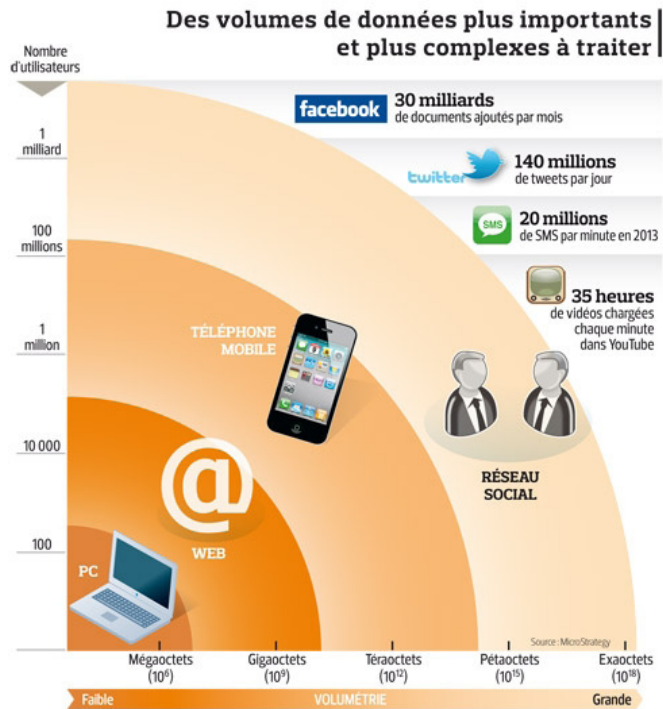 Des volumes de données plus importants
et plus complexes à traiter
Nombre
d'utilisateurs
facebook
30 milliards
de documents ajoutés par mois
1
milliard
twitter
140 millions
de tweets par jour
100
millions
SMS
20 millions
de SMS par minute en 2013
35 heures
de vidéos chargées
chaque minute
dans YouTube
TÉLÉPHONE
MOBILE
1
million
10 000
@
RÉSEAU
SOCIAL
WEB
100
PC
Source : MicroStrategy
Mégaoctets
(10⁶)
Gigaoctets
(10⁹)
Téraoctets
(10¹²)
Pétaoctets
(10¹⁵)
Exaoctets
(10¹⁸)
Faible
VOLUMÉTRIE
Grande